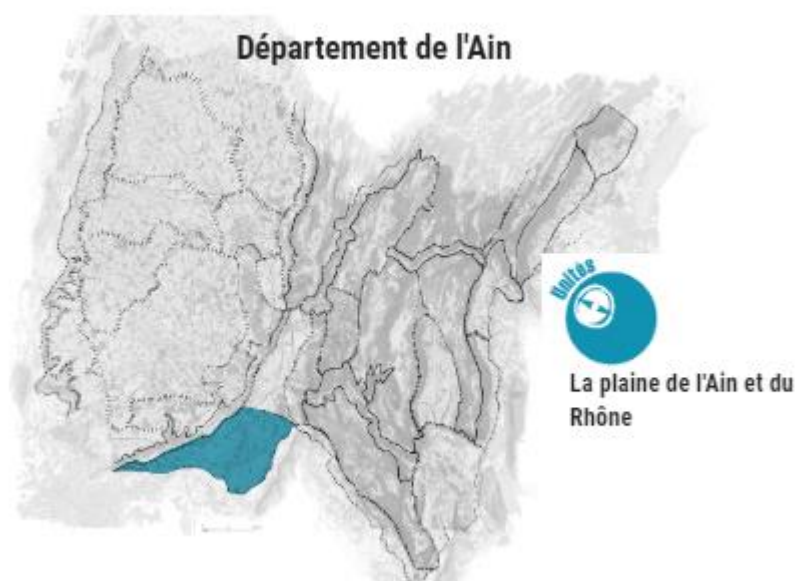 Département de l'Ain
Unités
La plaine de l'Ain et du
Rhône